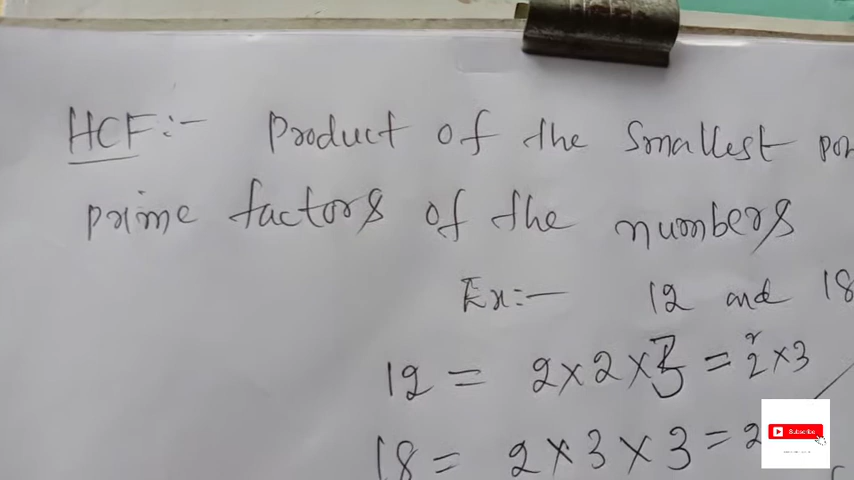 HCF:- Product of the smallest
prime factors of the numbers
Ex:- 12 and 18
12 = 2×2×3 = 2²×3
18 = 2×3×3 = 2
Subscribe